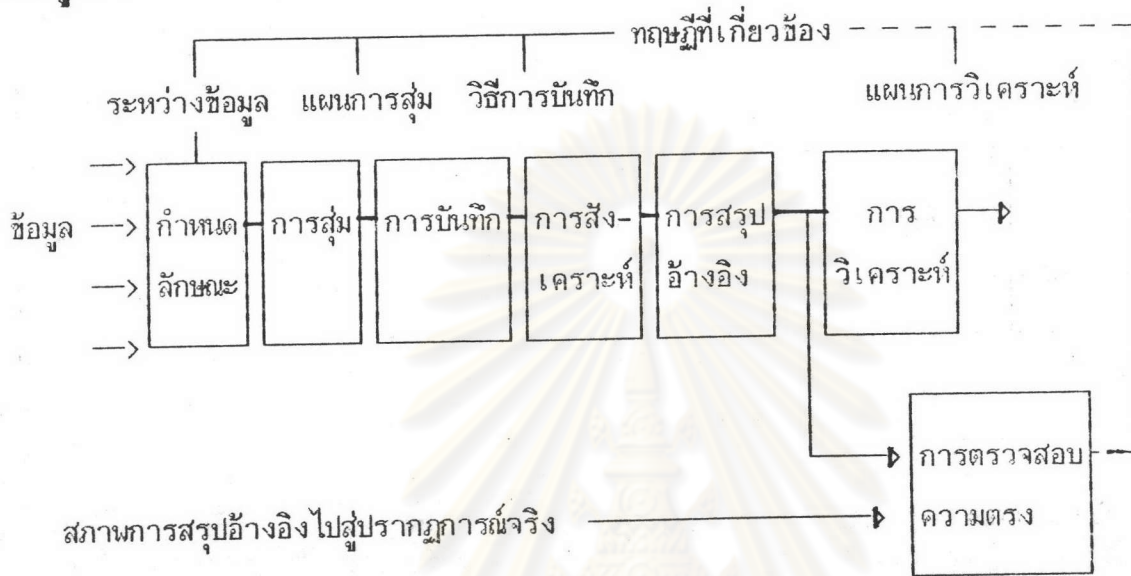 ทฤษฎีที่เกี่ยวข้อง
ระหว่างข้อมูล แผนการสุ่ม วิธีการบันทึก แผนการวิเคราะห์
ข้อมูล
กำหนด
ลักษณะ
การสุ่ม
การบันทึก
การสัง-
เคราะห์
การสรุป
อ้างอิง
การ
วิเคราะห์
การตรวจสอบ
ความตรง
สภาพการสรุปอ้างอิงไปสู่ปรากฏการณ์จริง